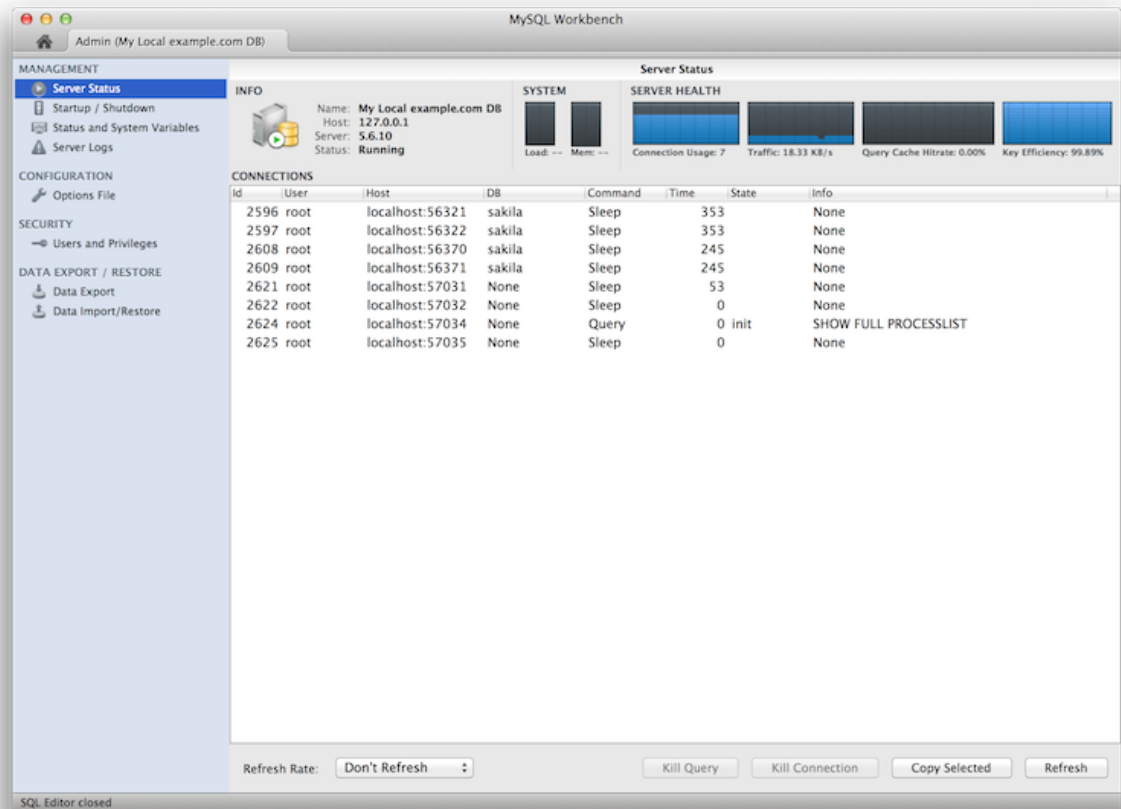 MySQL Workbench
Admin (My Local example.com DB)
MANAGEMENT
Server Status
Startup / Shutdown
Status and System Variables
Server Logs
CONFIGURATION
Options File
SECURITY
Users and Privileges
DATA EXPORT / RESTORE
Data Export
Data Import/Restore
Server Status
INFO
Name: My Local example.com DB
Host: 127.0.0.1
Server: 5.6.10
Status: Running
SYSTEM
Load: -- Mem: --
SERVER HEALTH
Connection Usage: 7 Traffic: 18.33 KB/s Query Cache Hitrate: 0.00% Key Efficiency: 99.89%
CONNECTIONS
Id User Host DB Command Time State Info
2596 root localhost:56321 sakila Sleep 353 None
2597 root localhost:56322 sakila Sleep 353 None
2608 root localhost:56370 sakila Sleep 245 None
2609 root localhost:56371 sakila Sleep 245 None
2621 root localhost:57031 None Sleep 53 None
2622 root localhost:57032 None Sleep 0 None
2624 root localhost:57034 None Query 0 init SHOW FULL PROCESSLIST
2625 root localhost:57035 None Sleep 0 None
Refresh Rate: Don't Refresh Kill Query Kill Connection Copy Selected Refresh
SQL Editor closed